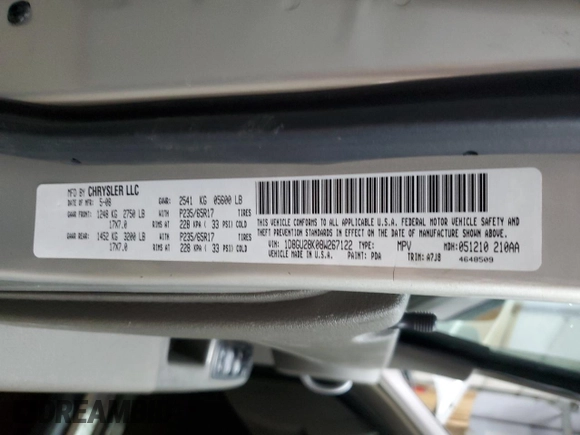 MFD BY CHRYSLER LLC
DATE OF MFR: 5-08 GVWR: 2541 KG 05600 LB
GAWR FRONT: 1248 KG 2750 LB WITH P235/65R17 TIRES
17X7.0 RIMS AT 228 KPA ( 33 PSI) COLD
GAWR REAR: 1452 KG 3200 LB WITH P235/65R17 TIRES
17X7.0 RIMS AT 228 KPA ( 33 PSI) COLD
THIS VEHICLE CONFORMS TO ALL APPLICABLE U.S.A. FEDERAL MOTOR VEHICLE SAFETY AND
THEFT PREVENTION STANDARDS IN EFFECT ON THE DATE OF MANUFACTURE SHOWN ABOVE.
VIN: 1D8GU28K08W267122 TYPE: MPV MDH: 051210 210AA
VEHICLE MADE IN U.S.A. PAINT: PDA TRIM: A7J8 4648509